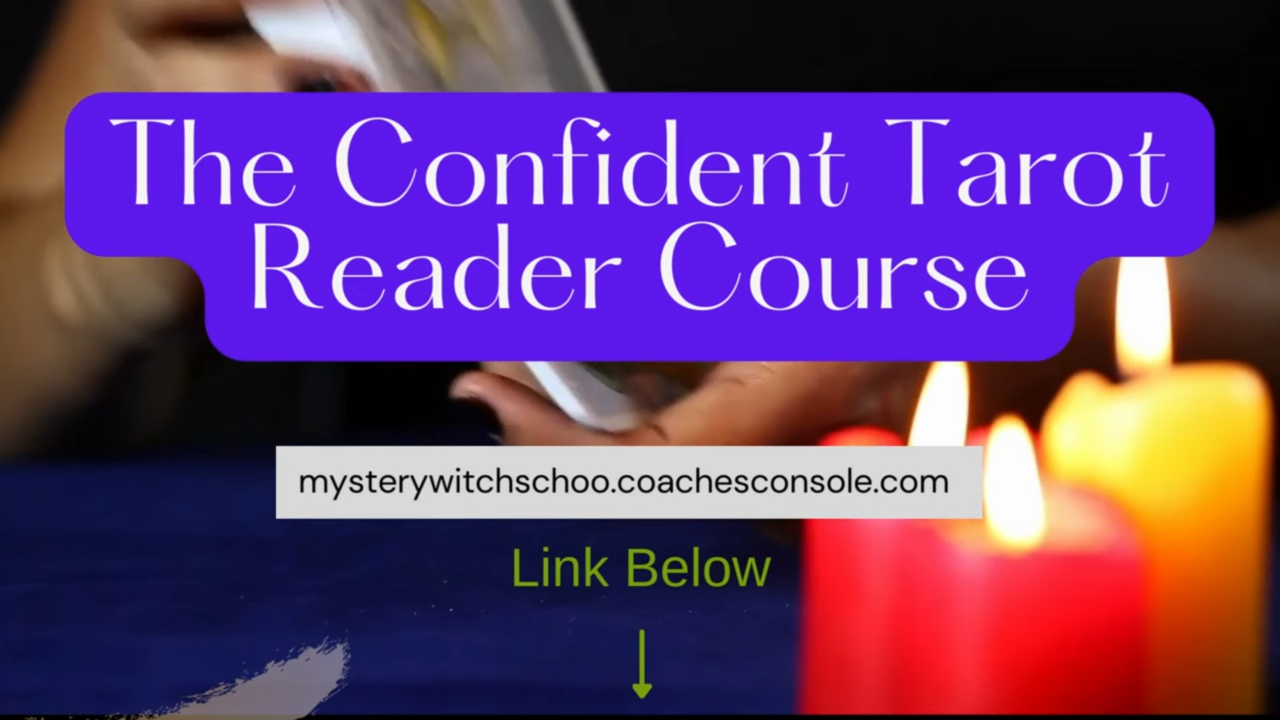 The Confident Tarot
Reader Course
mysterywitchschoo.coachesconsole.com
Link Below